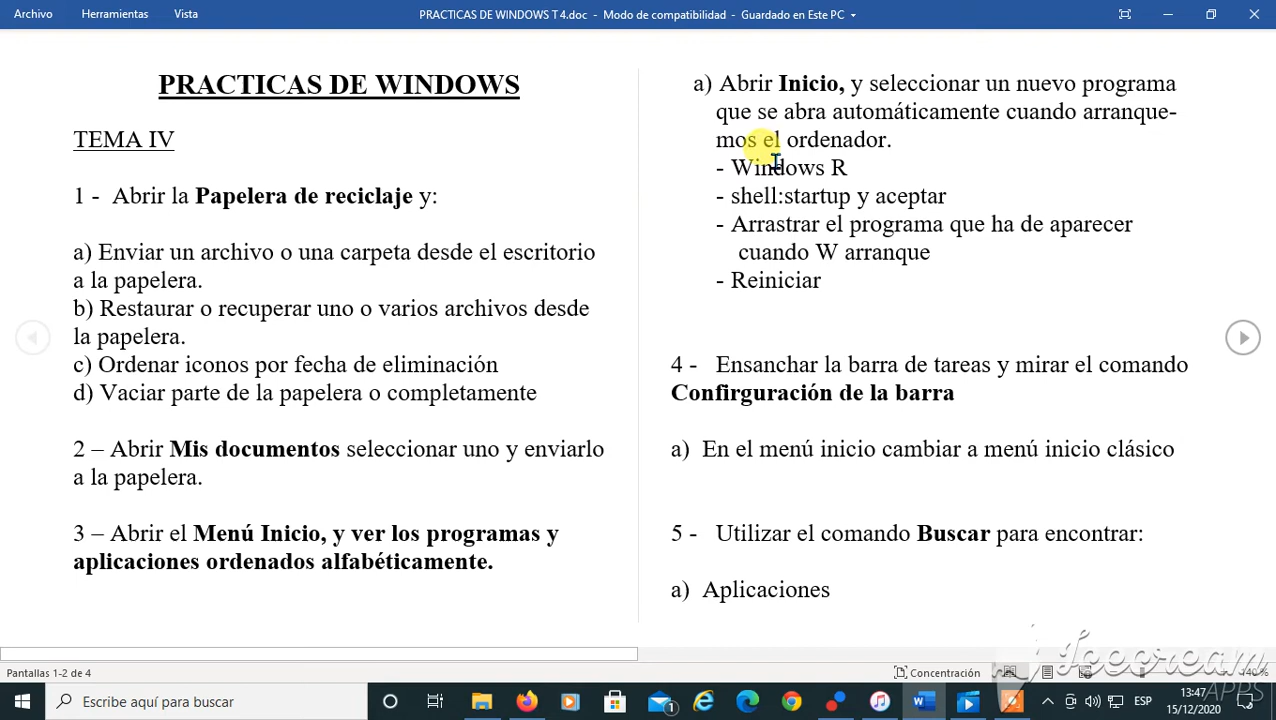 Archivo Herramientas Vista PRACTICAS DE WINDOWS T 4.doc - Modo de compatibilidad - Guardado en Este PC
PRACTICAS DE WINDOWS
TEMA IV
1 - Abrir la Papelera de reciclaje y:
a) Enviar un archivo o una carpeta desde el escritorio
a la papelera.
b) Restaurar o recuperar uno o varios archivos desde
la papelera.
c) Ordenar iconos por fecha de eliminación
d) Vaciar parte de la papelera o completamente
2 – Abrir Mis documentos seleccionar uno y enviarlo
a la papelera.
3 – Abrir el Menú Inicio, y ver los programas y
aplicaciones ordenados alfabéticamente.
a) Abrir Inicio, y seleccionar un nuevo programa
que se abra automáticamente cuando arranque-
mos el ordenador.
- Windows R
- shell:startup y aceptar
- Arrastrar el programa que ha de aparecer
cuando W arranque
- Reiniciar
4 - Ensanchar la barra de tareas y mirar el comando
Confirguración de la barra
a) En el menú inicio cambiar a menú inicio clásico
5 - Utilizar el comando Buscar para encontrar:
a) Aplicaciones
Pantallas 1-2 de 4 Concentración 140 %
Icecream
APPS
Escribe aquí para buscar 1 ESP 13:47
15/12/2020 3